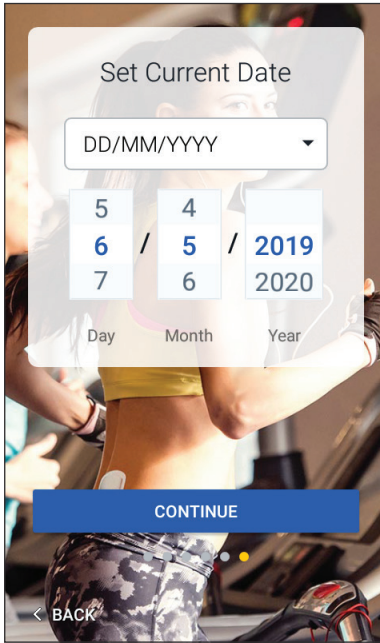 Set Current Date
DD/MM/YYYY
5 4
6 / 5 / 2019
7 6 2020
Day Month Year
CONTINUE
< BACK